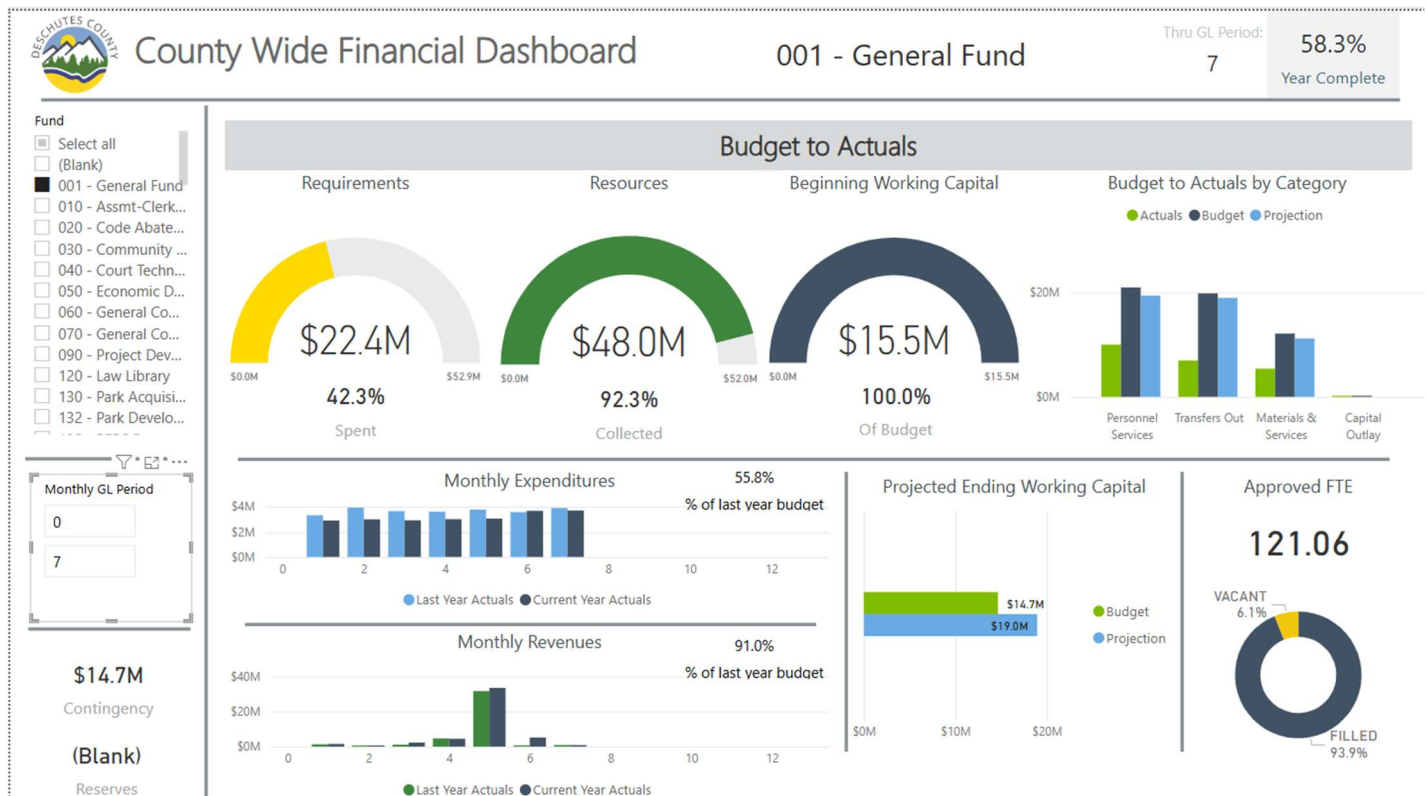 DESCHUTES COUNTY
County Wide Financial Dashboard
001 - General Fund
Thru GL Period:
7
58.3%
Year Complete
Fund
Select all
(Blank)
001 - General Fund
010 - Assmt-Clerk...
020 - Code Abate...
030 - Community ...
040 - Court Techn...
050 - Economic D...
060 - General Co...
070 - General Co...
090 - Project Dev...
120 - Law Library
130 - Park Acquisi...
132 - Park Develo...
Monthly GL Period
0
7
$14.7M
Contingency
(Blank)
Reserves
Budget to Actuals
Requirements
$22.4M
$0.0M $52.9M
42.3%
Spent
Resources
$48.0M
$0.0M $52.0M
92.3%
Collected
Beginning Working Capital
$15.5M
$0.0M $15.5M
100.0%
Of Budget
Budget to Actuals by Category
Actuals Budget Projection
$20M
$0M
Personnel Services
Transfers Out
Materials & Services
Capital Outlay
Monthly Expenditures
55.8%
% of last year budget
$4M
$2M
$0M
0 2 4 6 8 10 12
Last Year Actuals Current Year Actuals
Monthly Revenues
91.0%
% of last year budget
$40M
$20M
$0M
0 2 4 6 8 10 12
Last Year Actuals Current Year Actuals
Projected Ending Working Capital
$14.7M
$19.0M
Budget
Projection
$0M $10M $20M
Approved FTE
121.06
VACANT
6.1%
FILLED
93.9%